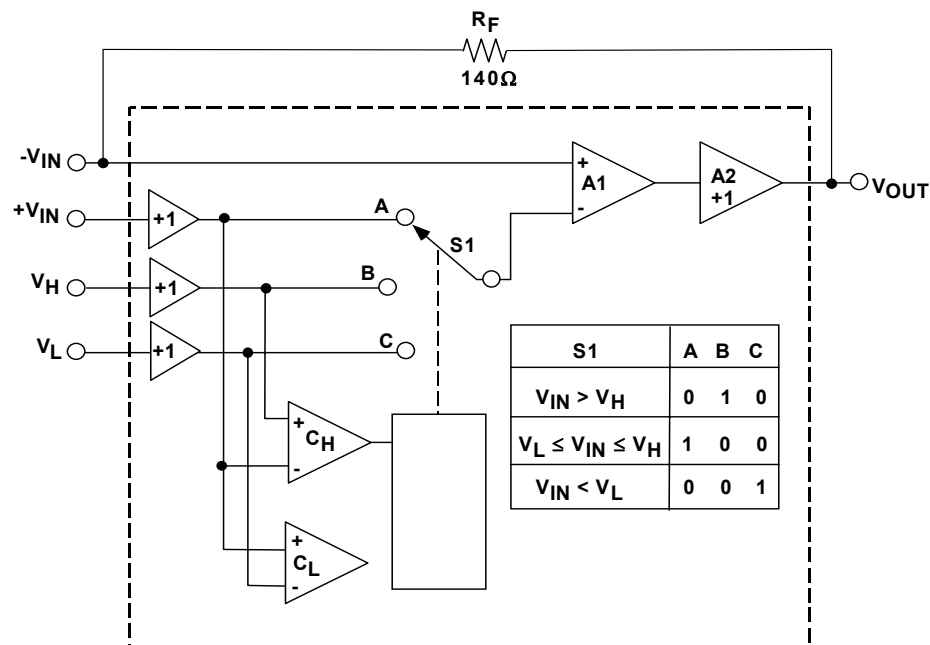 R_F
140Ω
-V_IN
+V_IN
V_H
V_L
+1
+1
+1
A
B
C
S1
+
-
A1
A2
+1
V_OUT
+
-
C_H
+
-
C_L
S1 A B C
V_IN > V_H 0 1 0
V_L ≤ V_IN ≤ V_H 1 0 0
V_IN < V_L 0 0 1